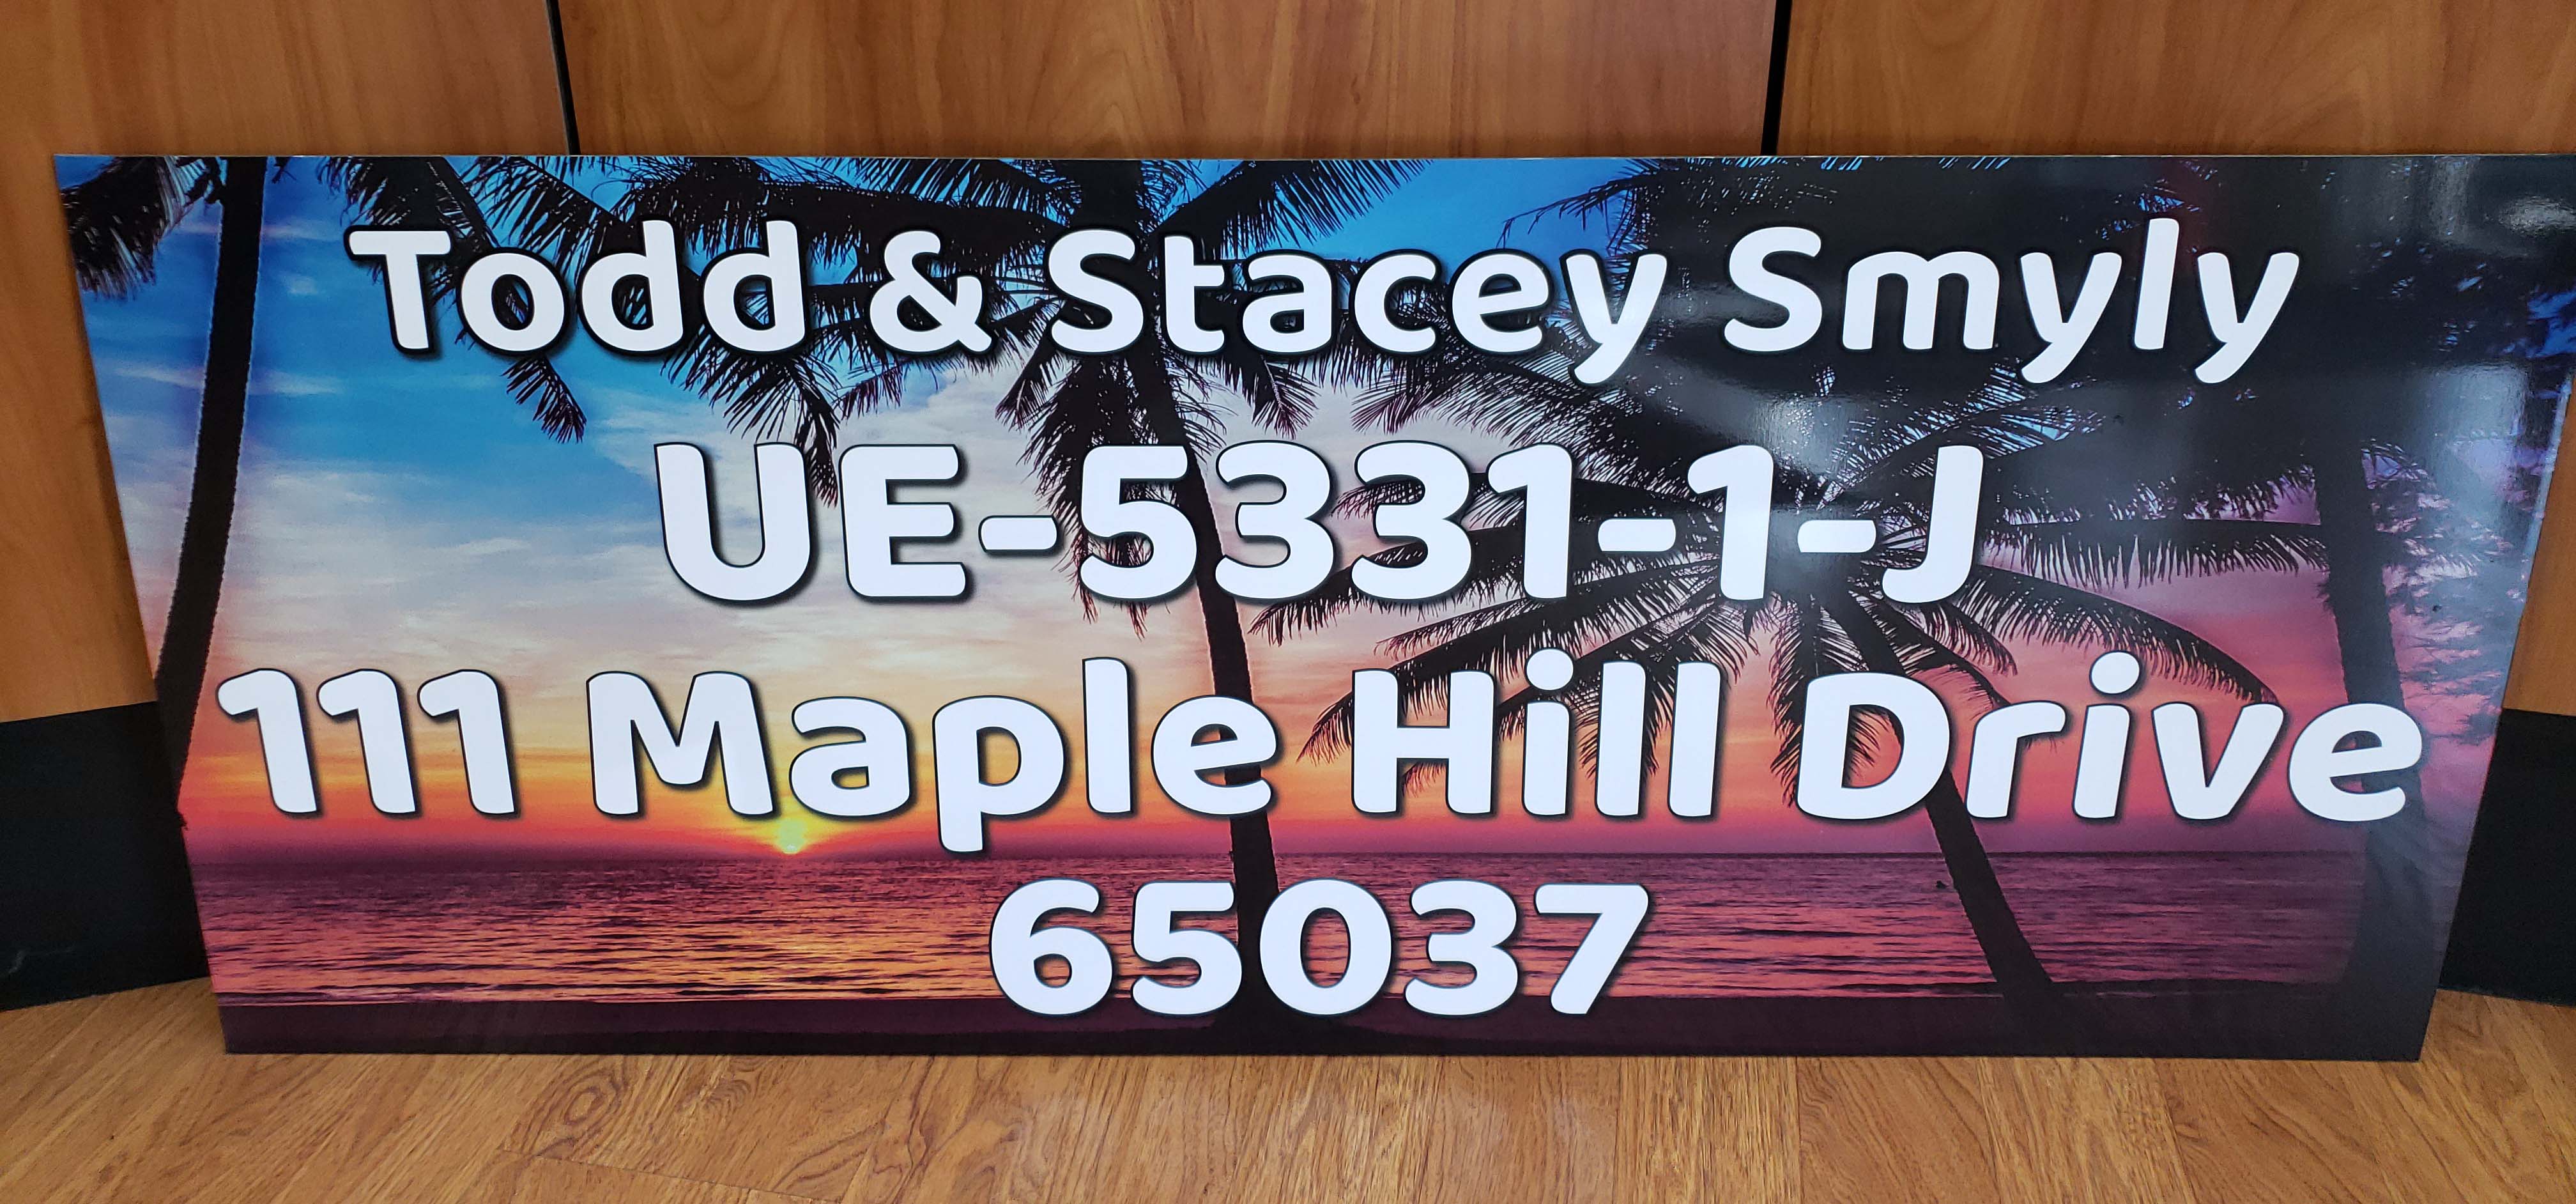 Todd & Stacey Smyly
UE-5331-1-J
111 Maple Hill Drive
65037